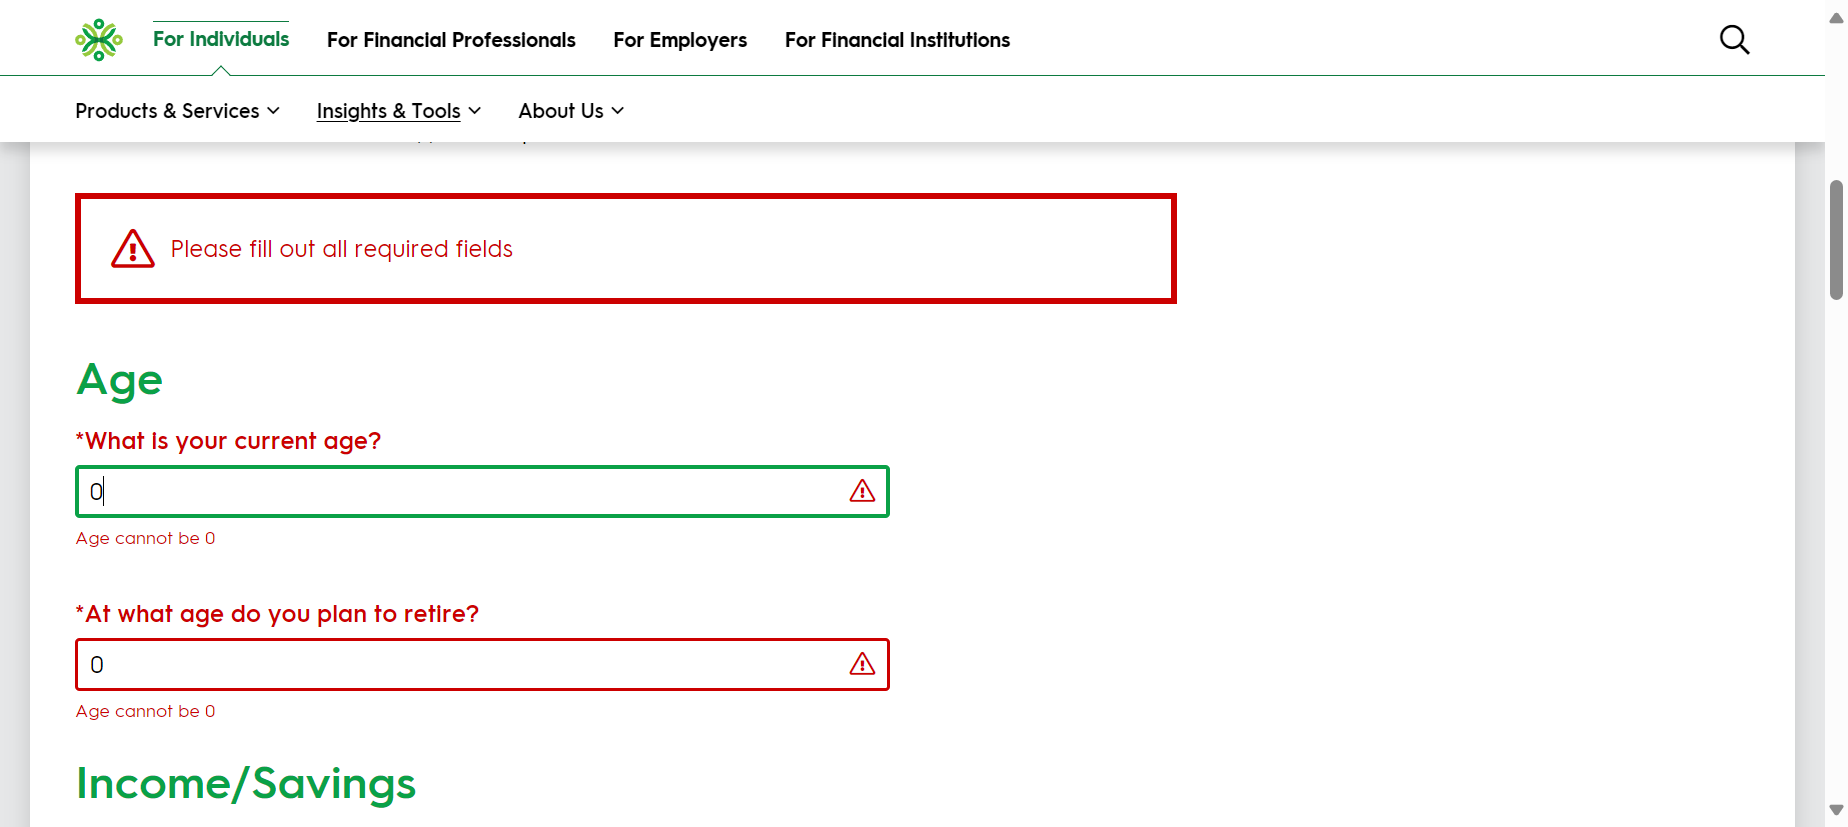 For Individuals
For Financial Professionals
For Employers
For Financial Institutions
Products & Services
Insights & Tools
About Us
Please fill out all required fields
Age
*What is your current age?
0
Age cannot be 0
*At what age do you plan to retire?
0
Age cannot be 0
Income/Savings